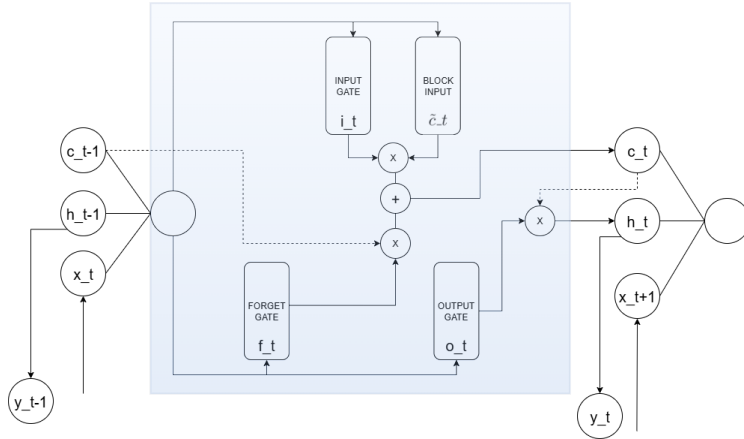 INPUT
GATE
i_t
BLOCK
INPUT
c̃_t
c_t-1
x
c_t
+
h_t-1
x
h_t
x
x_t
x_t+1
FORGET
GATE
f_t
OUTPUT
GATE
o_t
y_t-1
y_t